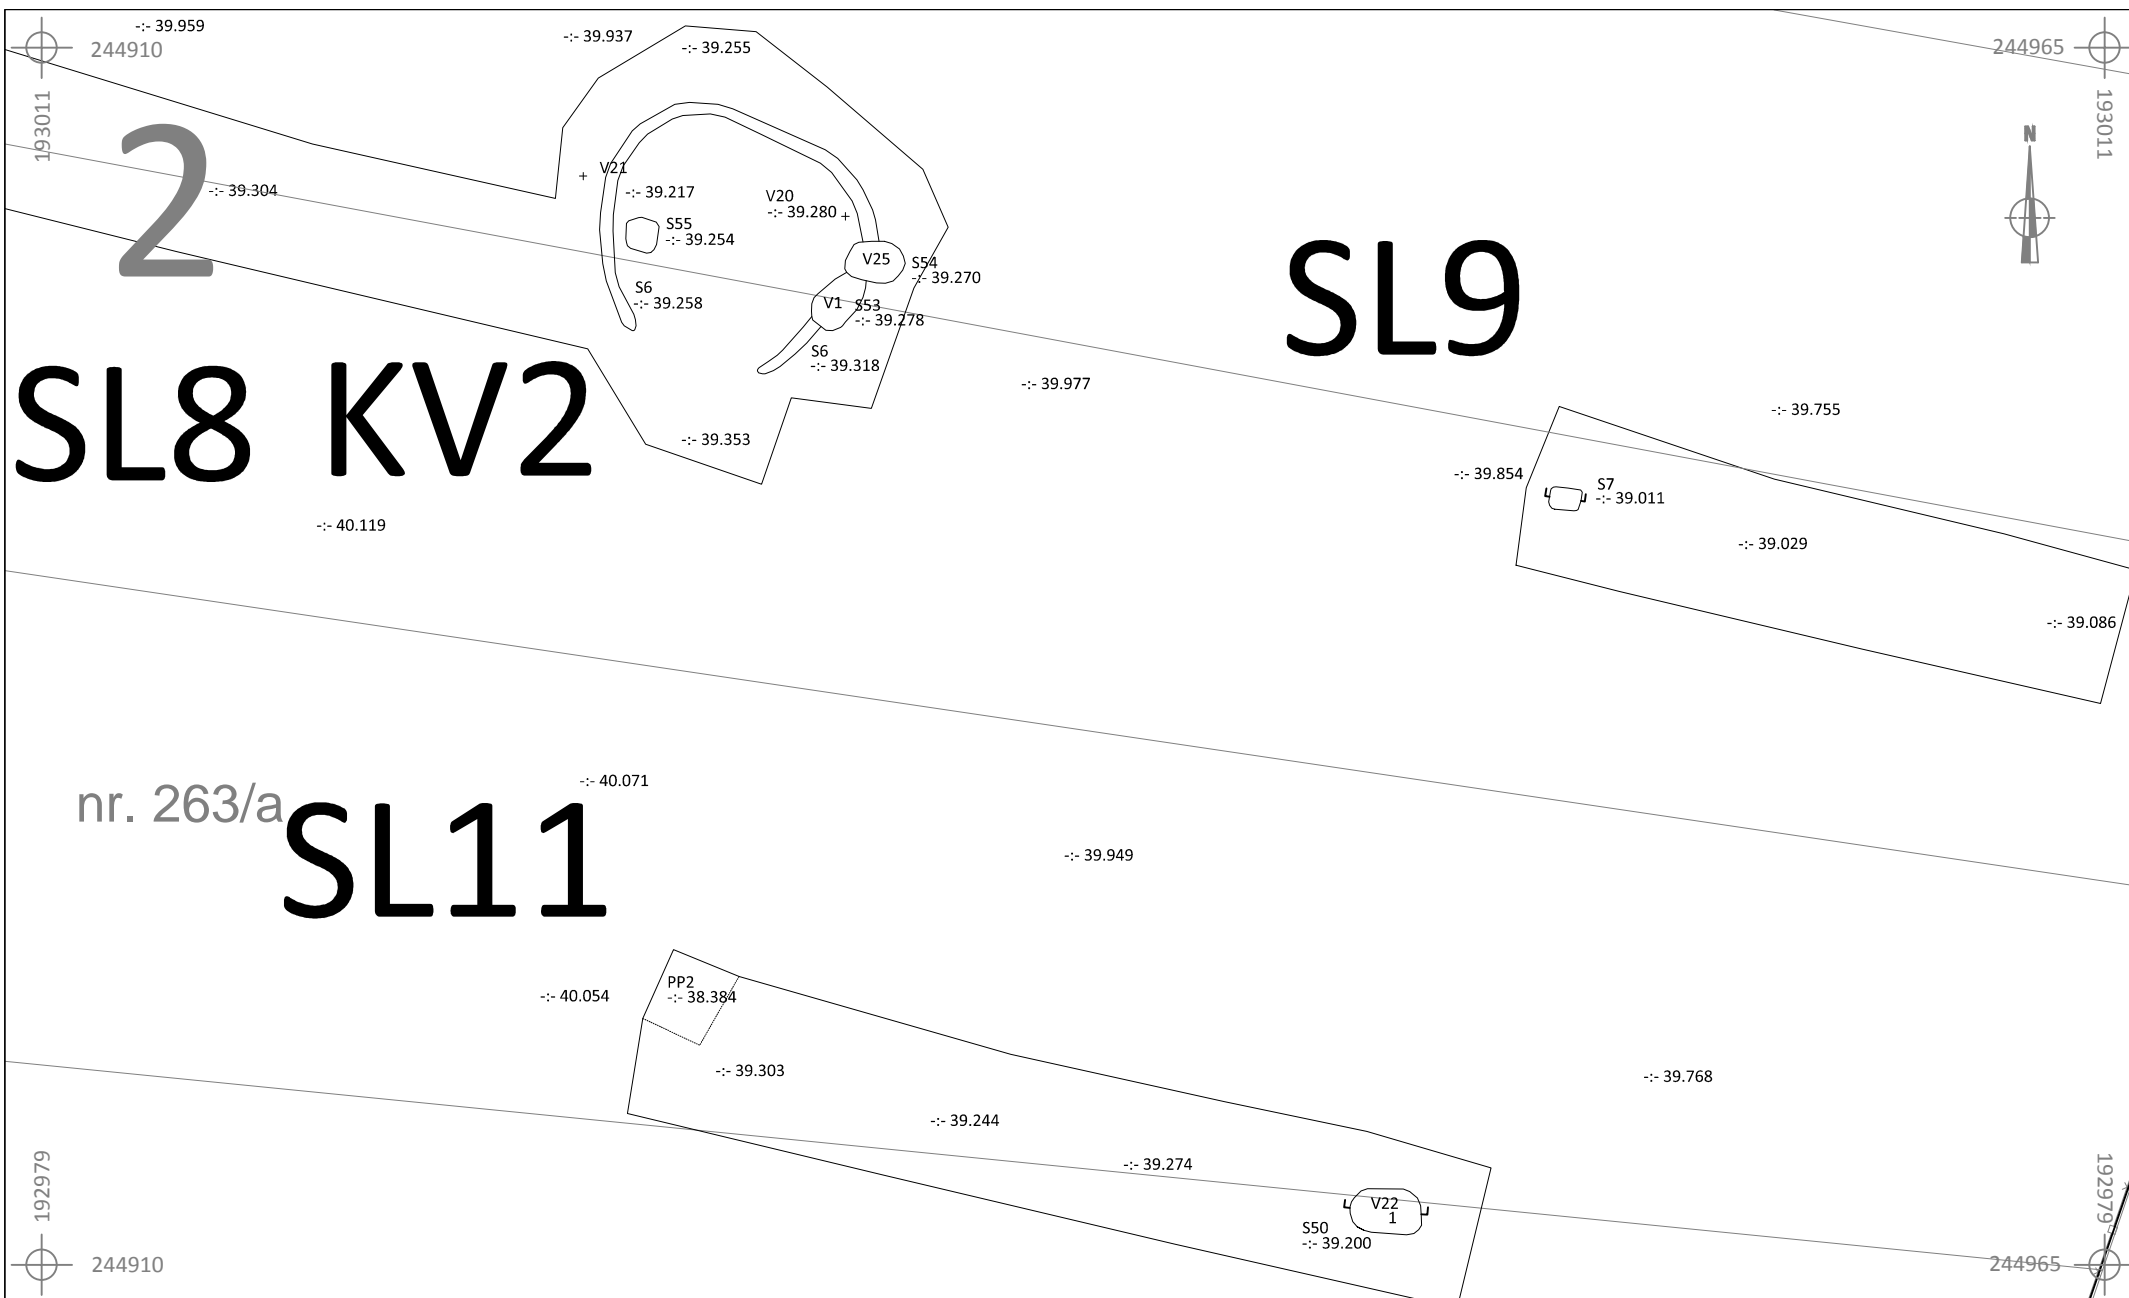 -:- 39.959
-:- 39.937
-:- 39.255
244910
244965
193011
193011
N
2
V21
-:- 39.304
-:- 39.217
V20
-:- 39.280
S55
-:- 39.254
V25
S54
-:- 39.270
S6
-:- 39.258
V1
S53
-:- 39.278
SL9
S6
-:- 39.318
-:- 39.977
-:- 39.755
SL8 KV2
-:- 39.353
-:- 39.854
S7
-:- 39.011
-:- 40.119
-:- 39.029
-:- 39.086
-:- 40.071
nr. 263/a
SL11
-:- 39.949
PP2
-:- 38.384
-:- 40.054
-:- 39.303
-:- 39.768
-:- 39.244
-:- 39.274
192979
192979
V22
1
S50
-:- 39.200
244910
244965